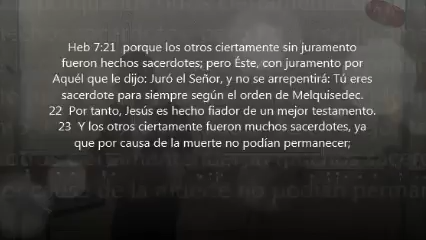 Heb 7:21  porque los otros ciertamente sin juramento
fueron hechos sacerdotes; pero Éste, con juramento por
Aquél que le dijo: Juró el Señor, y no se arrepentirá: Tú eres
sacerdote para siempre según el orden de Melquisedec.
22  Por tanto, Jesús es hecho fiador de un mejor testamento.
23  Y los otros ciertamente fueron muchos sacerdotes, ya
que por causa de la muerte no podían permanecer;